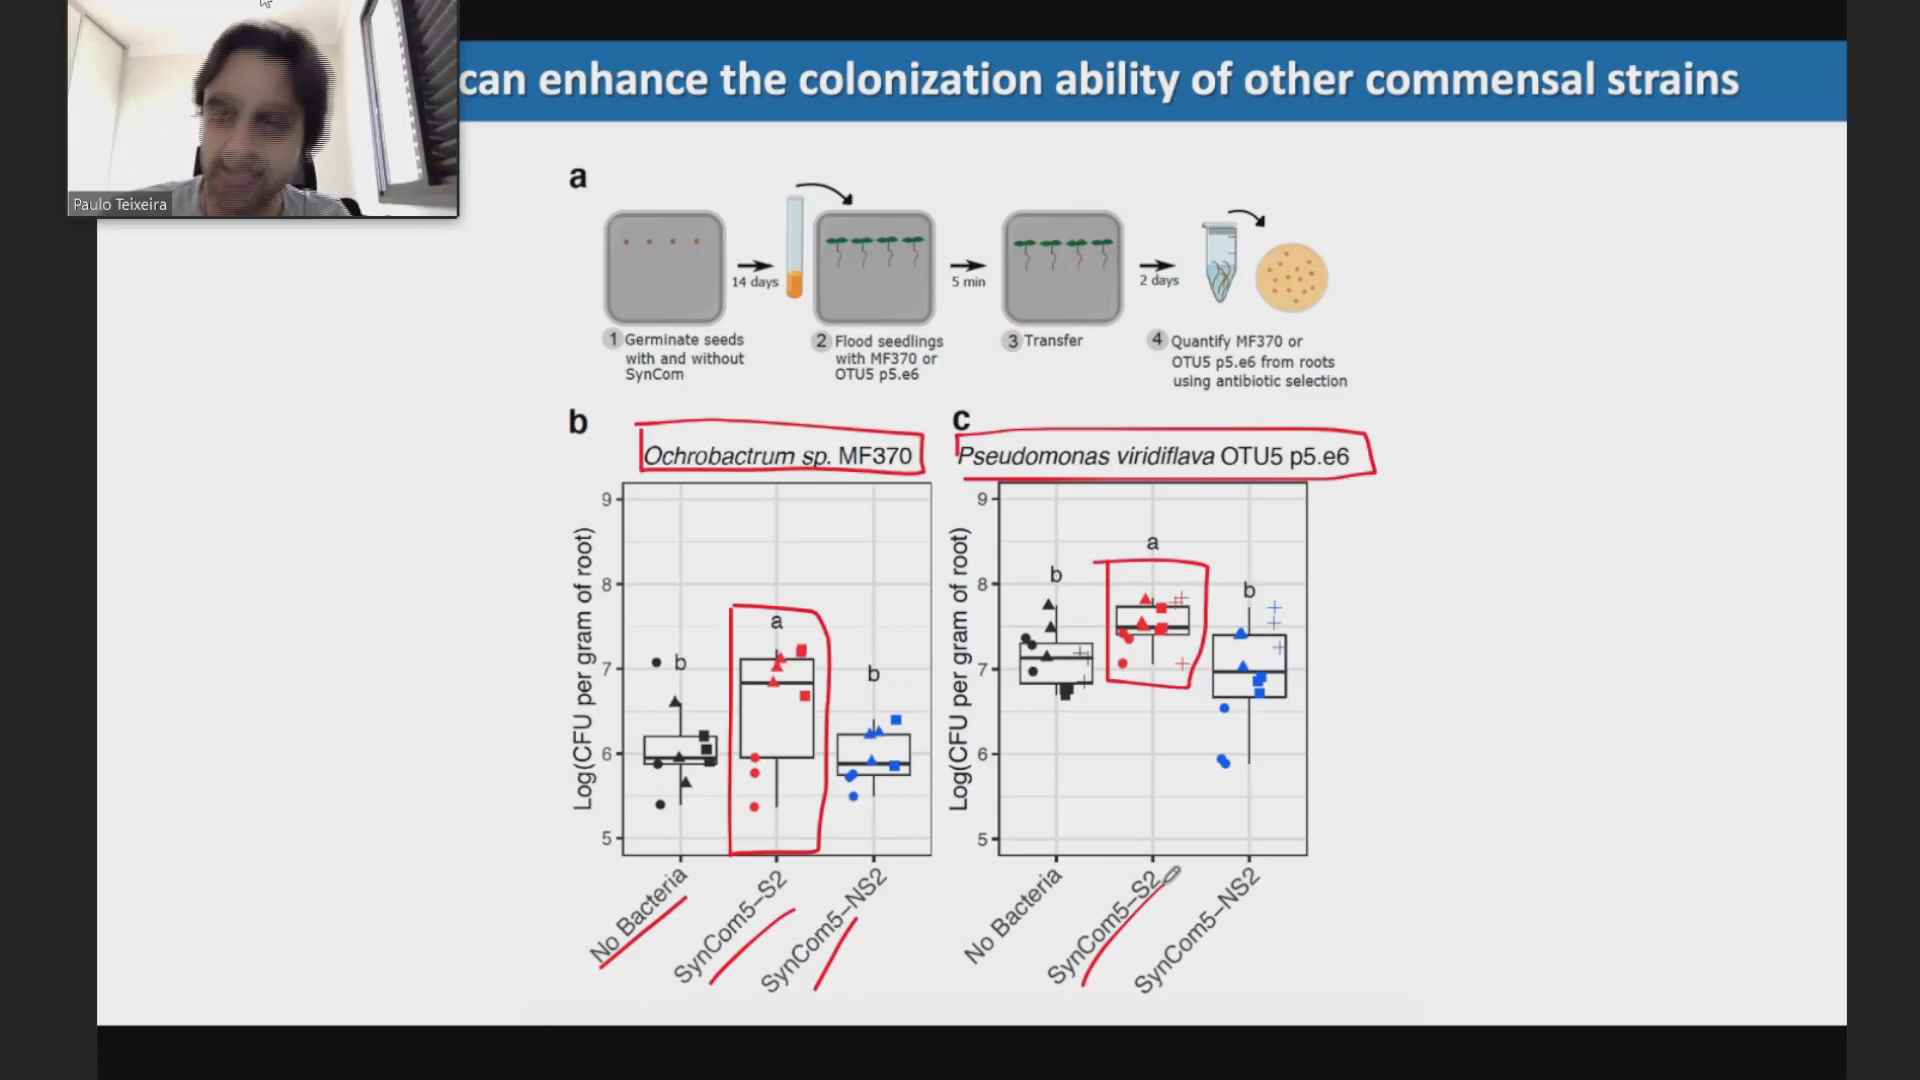 can enhance the colonization ability of other commensal strains
Paulo Teixeira
a
14 days
5 min
2 days
1 Germinate seeds
with and without
SynCom
2 Flood seedlings
with MF370 or
OTU5 p5.e6
3 Transfer
4 Quantify MF370 or
OTU5 p5.e6 from roots
using antibiotic selection
b
Ochrobactrum sp. MF370
Log(CFU per gram of root)
9
8
7
6
5
b
a
b
No Bacteria
SynCom5–S2
SynCom5–NS2
c
Pseudomonas viridiflava OTU5 p5.e6
Log(CFU per gram of root)
9
8
7
6
5
b
a
b
No Bacteria
SynCom5–S2
SynCom5–NS2